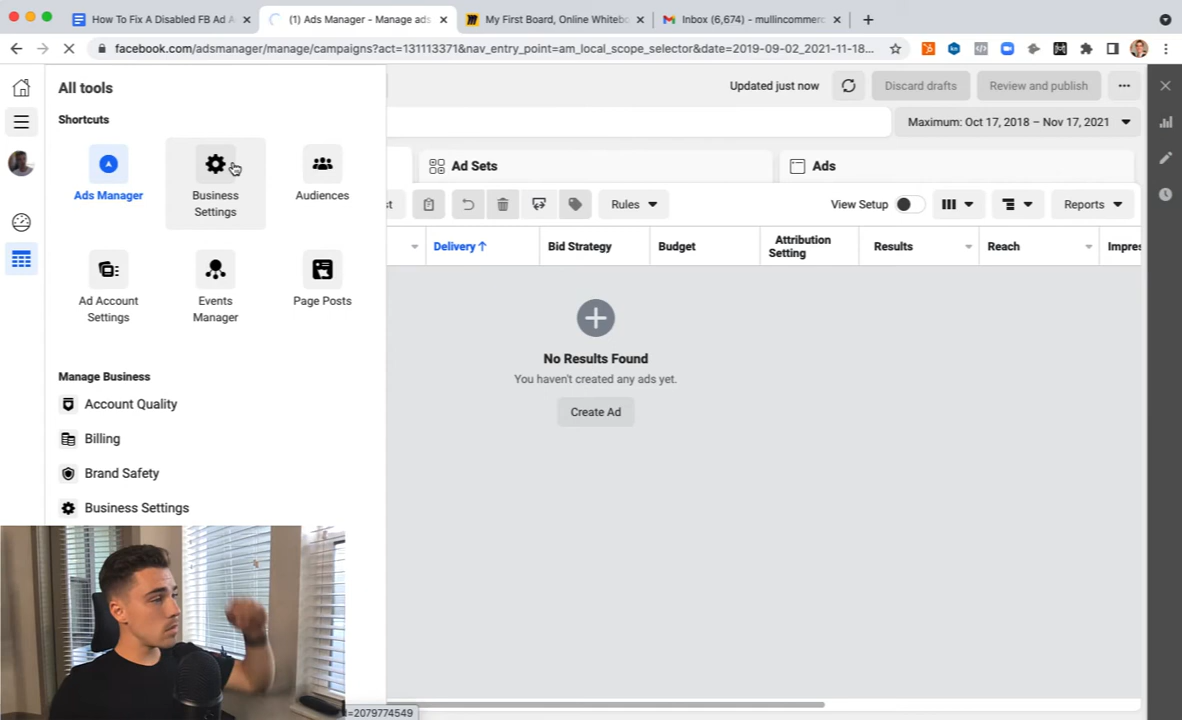 How To Fix A Disabled FB Ad A
(1) Ads Manager - Manage ads
My First Board, Online Whitebo
Inbox (6,674) - mullincommerc
facebook.com/adsmanager/manage/campaigns?act=131113371&nav_entry_point=am_local_scope_selector&date=2019-09-02_2021-11-18...
All tools
Updated just now
Discard drafts
Review and publish
Shortcuts
Maximum: Oct 17, 2018 – Nov 17, 2021
Ads Manager
Business
Settings
Audiences
Ad Sets
Ads
st
Rules
View Setup
Reports
Delivery
Bid Strategy
Budget
Attribution
Setting
Results
Reach
Impres
Ad Account
Settings
Events
Manager
Page Posts
No Results Found
You haven't created any ads yet.
Create Ad
Manage Business
Account Quality
Billing
Brand Safety
Business Settings
=2079774549